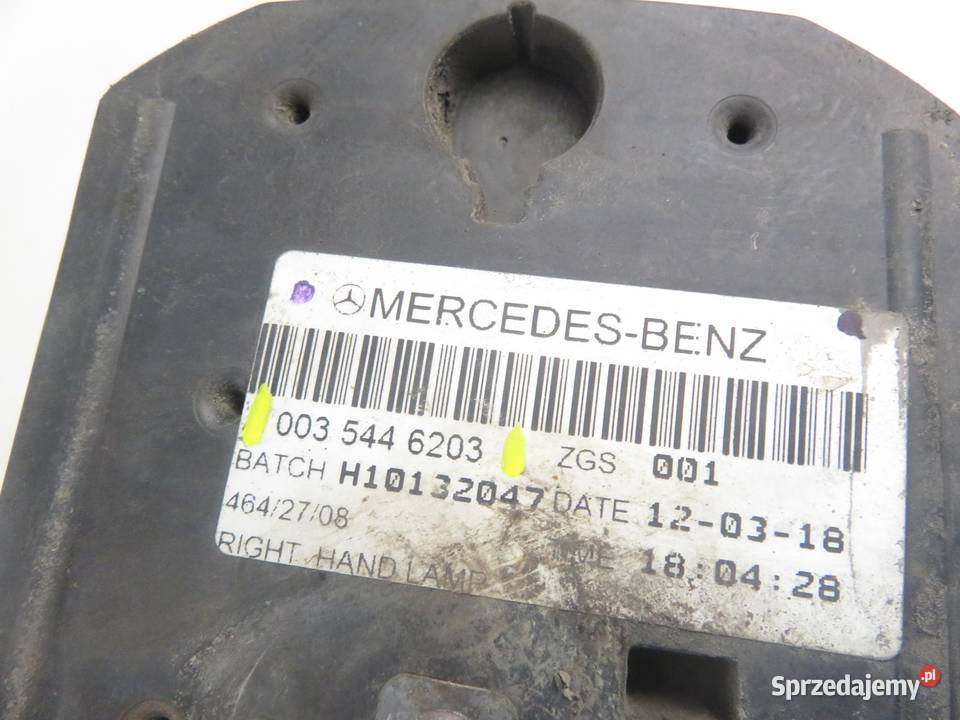 MERCEDES-BENZ
003 544 6203 ZGS 001
BATCH H10132047 DATE 12-03-18
464/27/08
RIGHT HAND LAMP 18:04:28
Sprzedajemy.pl